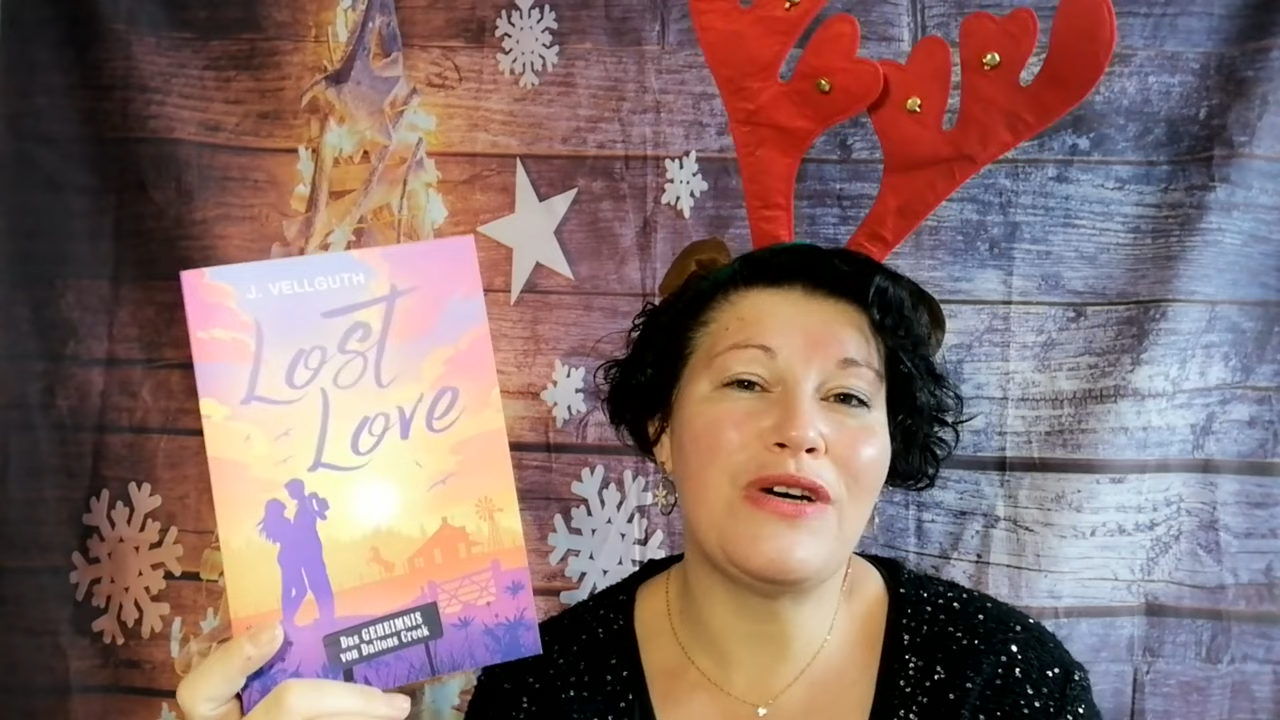 J. VELLGUTH
Lost
Love
Das GEHEIMNIS
von Daltons Creek